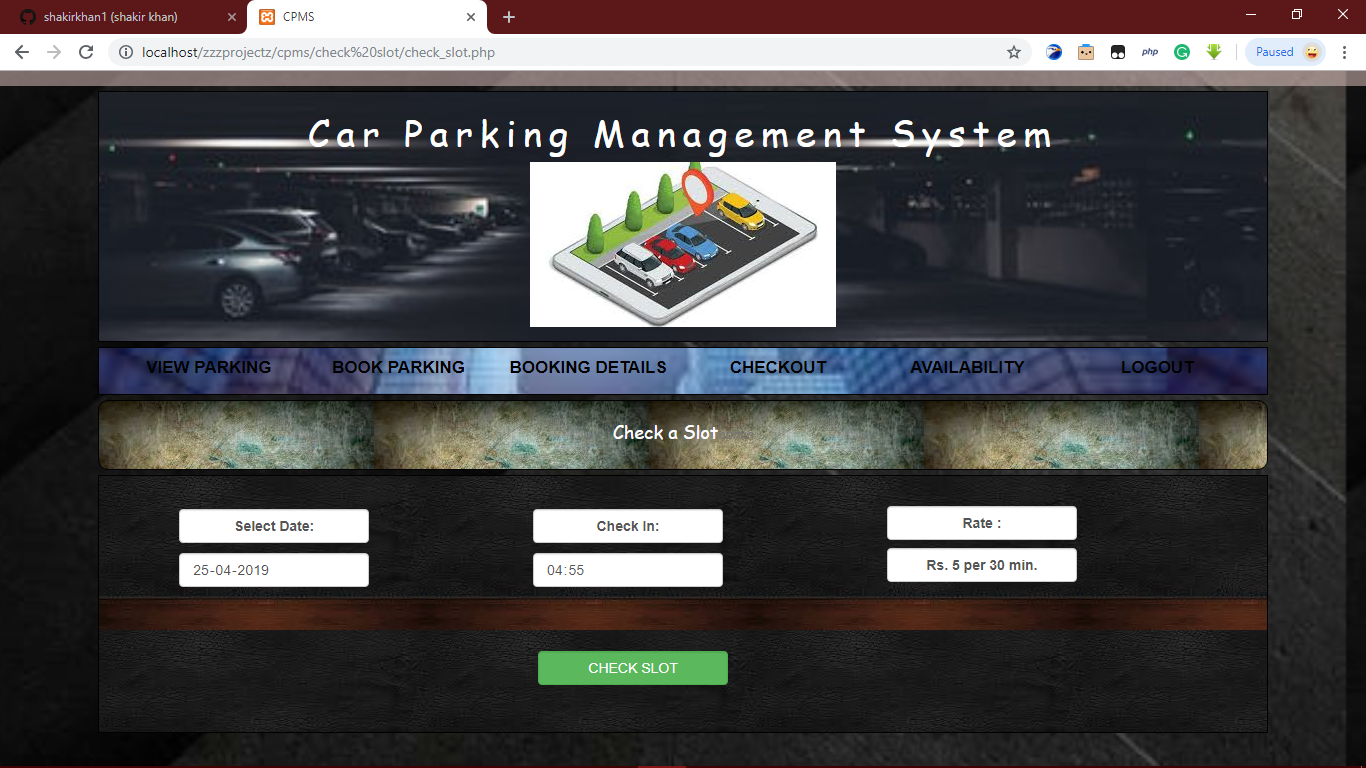 shakirkhan1 (shakir khan)
CPMS
localhost/zzzprojectz/cpms/check%20slot/check_slot.php
php
Paused
Car Parking Management System
VIEW PARKING BOOK PARKING BOOKING DETAILS CHECKOUT AVAILABILITY LOGOUT
Check a Slot
Select Date: Check In: Rate :
25-04-2019 04:55 Rs. 5 per 30 min.
CHECK SLOT